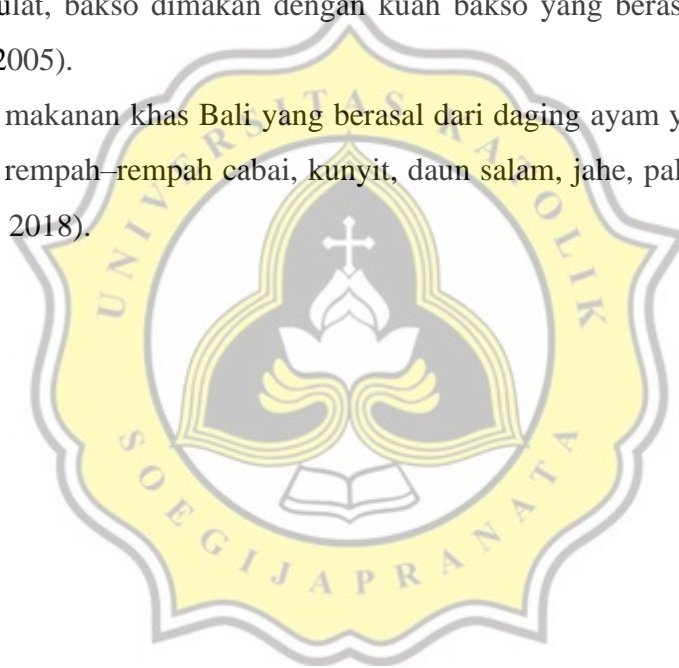 ulat, bakso dimakan dengan kuah bakso yang beras
2005).
makanan khas Bali yang berasal dari daging ayam y
rempah–rempah cabai, kunyit, daun salam, jahe, pal
2018).
UNIVERSITAS KATOLIK
SOEGIJAPRANATA